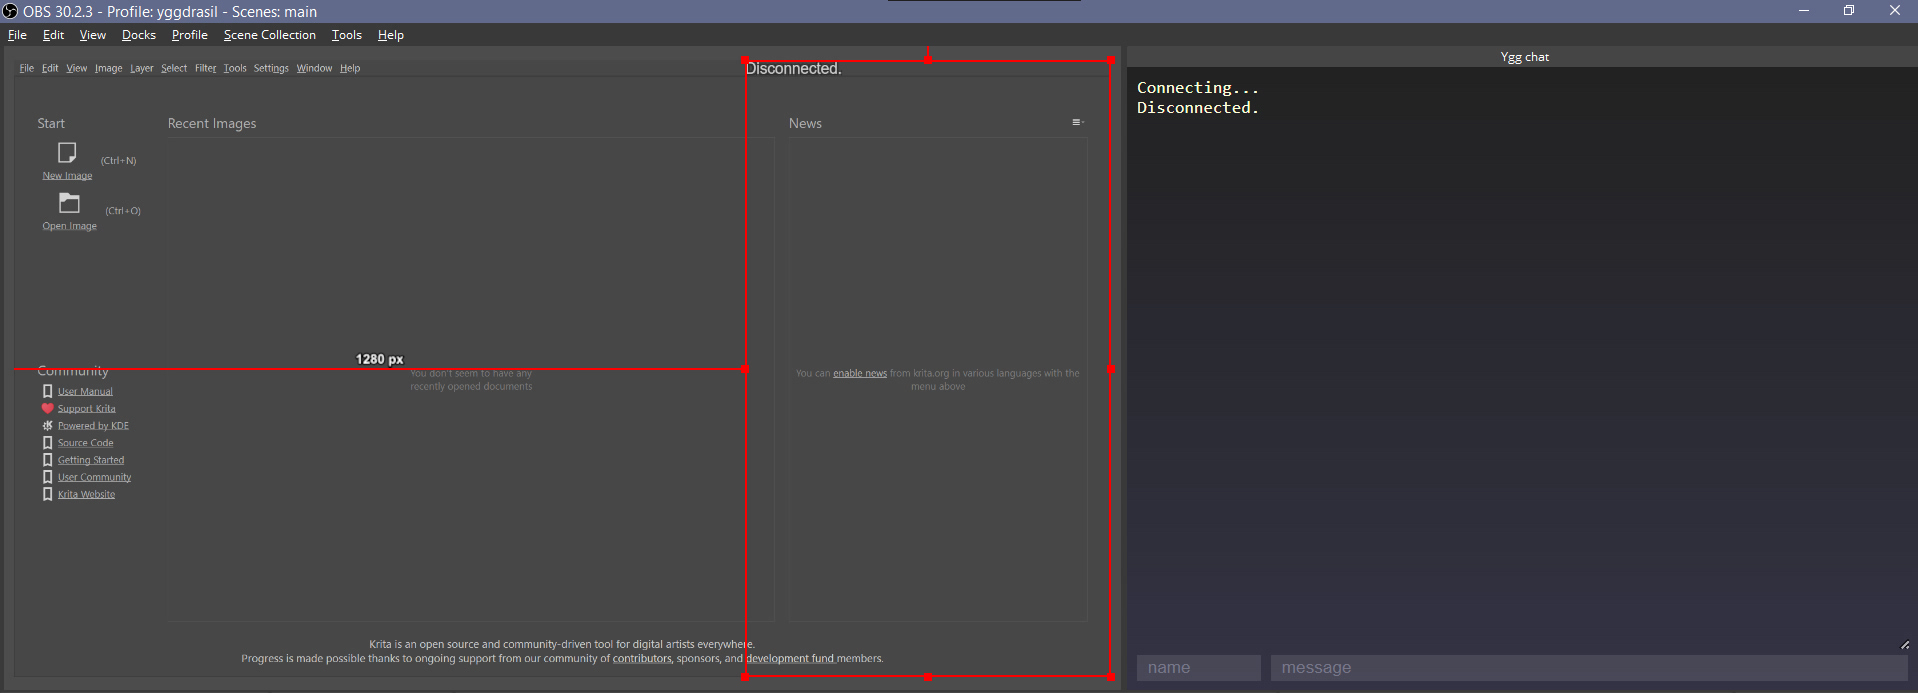 OBS 30.2.3 - Profile: yggdrasil - Scenes: main
File Edit View Docks Profile Scene Collection Tools Help
File Edit View Image Layer Select Filter Tools Settings Window Help
Disconnected.
Start
Recent Images
News
(Ctrl+N)
New Image
(Ctrl+O)
Open Image
1280 px
Community
You don't seem to have any
recently opened documents
You can enable news from krita.org in various languages with the
menu above
User Manual
Support Krita
Powered by KDE
Source Code
Getting Started
User Community
Krita Website
Krita is an open source and community-driven tool for digital artists everywhere.
Progress is made possible thanks to ongoing support from our community of contributors, sponsors, and development fund members.
Ygg chat
Connecting...
Disconnected.
name
message